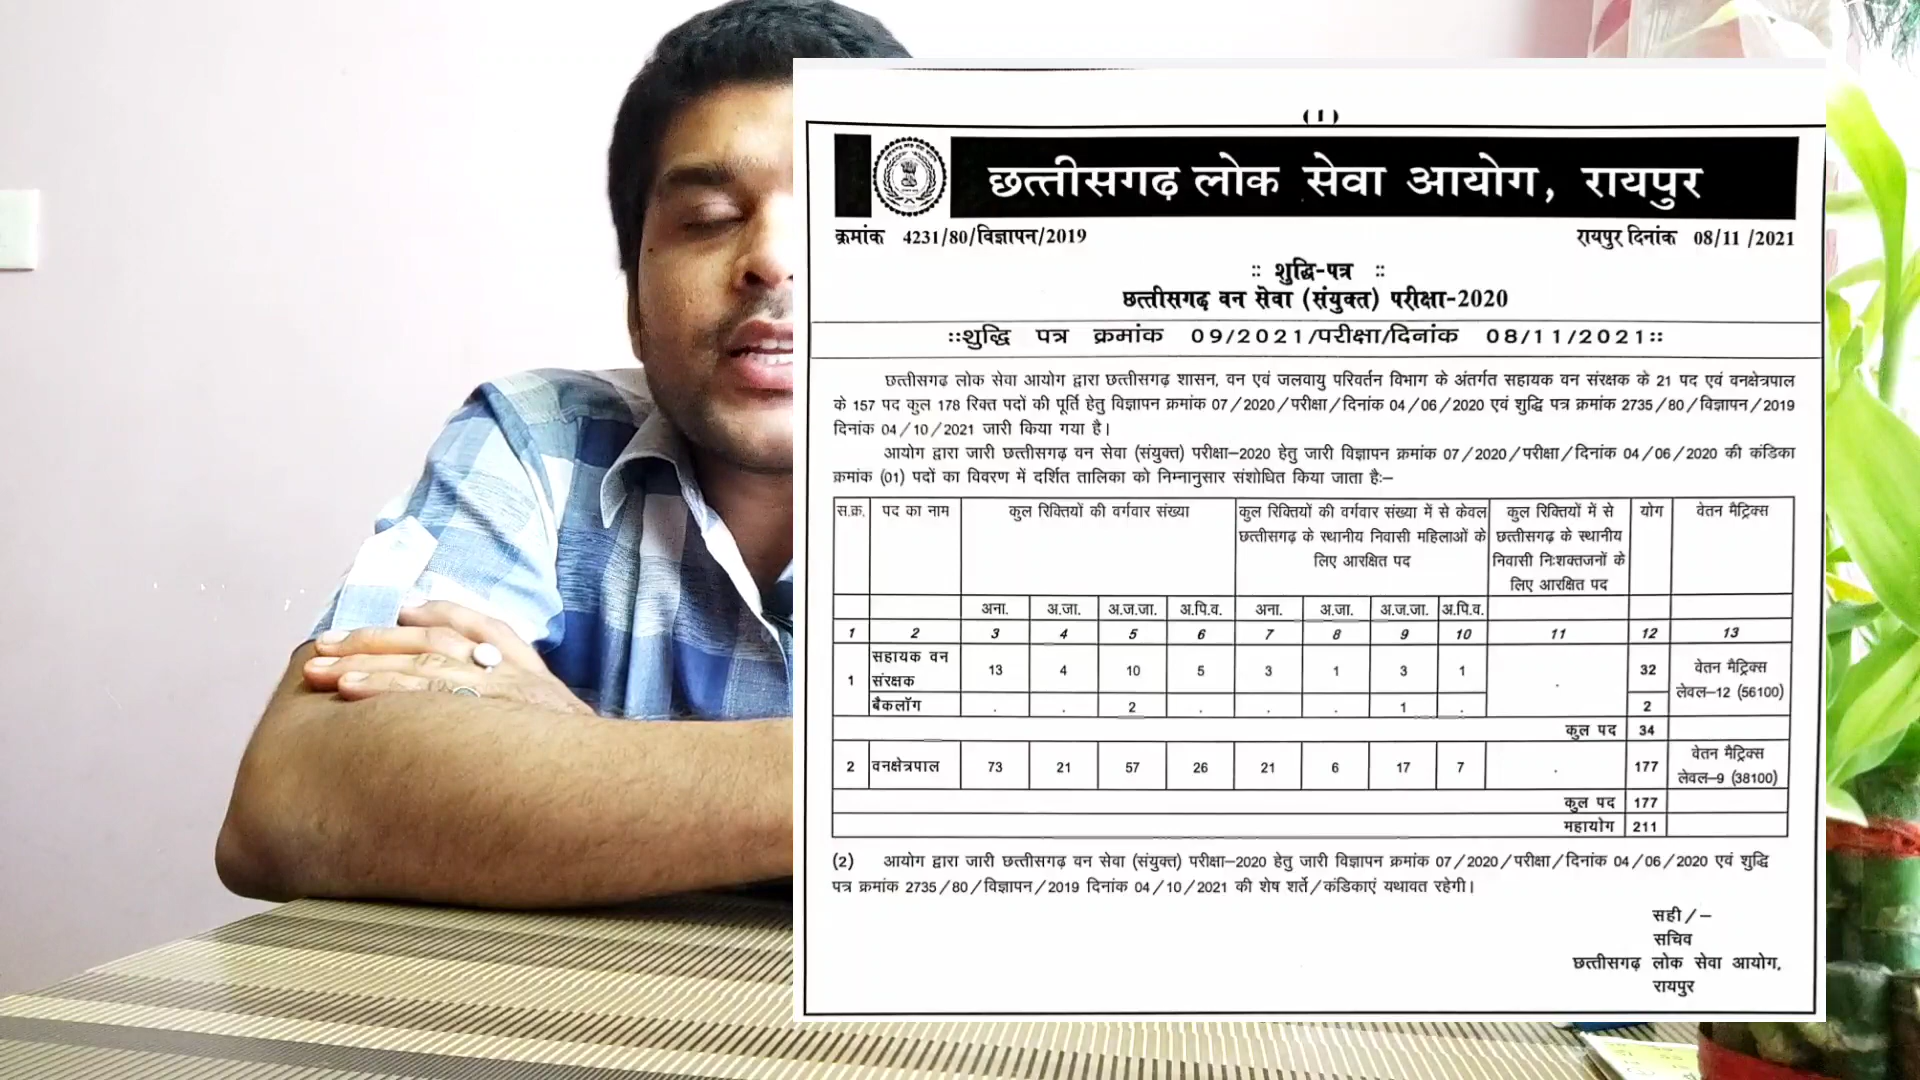 (1)
छत्तीसगढ़ लोक सेवा आयोग, रायपुर
क्रमांक 4231/80/विज्ञापन/2019 रायपुर दिनांक 08/11 /2021
:: शुद्धि-पत्र ::
छत्तीसगढ़ वन सेवा (संयुक्त) परीक्षा-2020
::शुद्धि पत्र क्रमांक 09/2021/परीक्षा/दिनांक 08/11/2021::
छत्तीसगढ़ लोक सेवा आयोग द्वारा छत्तीसगढ़ शासन, वन एवं जलवायु परिवर्तन विभाग के अंतर्गत सहायक वन संरक्षक के 21 पद एवं वनक्षेत्रपाल
के 157 पद कुल 178 रिक्त पदों की पूर्ति हेतु विज्ञापन क्रमांक 07/2020/परीक्षा/दिनांक 04/06/2020 एवं शुद्धि पत्र क्रमांक 2735/80/विज्ञापन/2019
दिनांक 04/10/2021 जारी किया गया है।
आयोग द्वारा जारी छत्तीसगढ़ वन सेवा (संयुक्त) परीक्षा–2020 हेतु जारी विज्ञापन क्रमांक 07/2020/परीक्षा/दिनांक 04/06/2020 की कंडिका
क्रमांक (01) पदों का विवरण में दर्शित तालिका को निम्नानुसार संशोधित किया जाता है:–
स.क्र. पद का नाम कुल रिक्तियों की वर्गवार संख्या कुल रिक्तियों की वर्गवार संख्या में से केवल कुल रिक्तियों में से योग वेतन मैट्रिक्स
छत्तीसगढ़ के स्थानीय निवासी महिलाओं के छत्तीसगढ़ के स्थानीय
लिए आरक्षित पद निवासी निःशक्तजनों के
लिए आरक्षित पद
अना. अ.जा. अ.ज.जा. अ.पि.व. अना. अ.जा. अ.ज.जा. अ.पि.व.
1 2 3 4 5 6 7 8 9 10 11 12 13
1 सहायक वन संरक्षक 13 4 10 5 3 1 3 1 . 32 वेतन मैट्रिक्स लेवल–12 (56100)
बैकलॉग . . 2 . . . 1 . 2
कुल पद 34
2 वनक्षेत्रपाल 73 21 57 26 21 6 17 7 . 177 वेतन मैट्रिक्स लेवल–9 (38100)
कुल पद 177
महायोग 211
(2) आयोग द्वारा जारी छत्तीसगढ़ वन सेवा (संयुक्त) परीक्षा–2020 हेतु जारी विज्ञापन क्रमांक 07/2020/परीक्षा/दिनांक 04/06/2020 एवं शुद्धि
पत्र क्रमांक 2735/80/विज्ञापन/2019 दिनांक 04/10/2021 की शेष शर्ते/कंडिकाएं यथावत रहेगी।
सही/–
सचिव
छत्तीसगढ़ लोक सेवा आयोग,
रायपुर